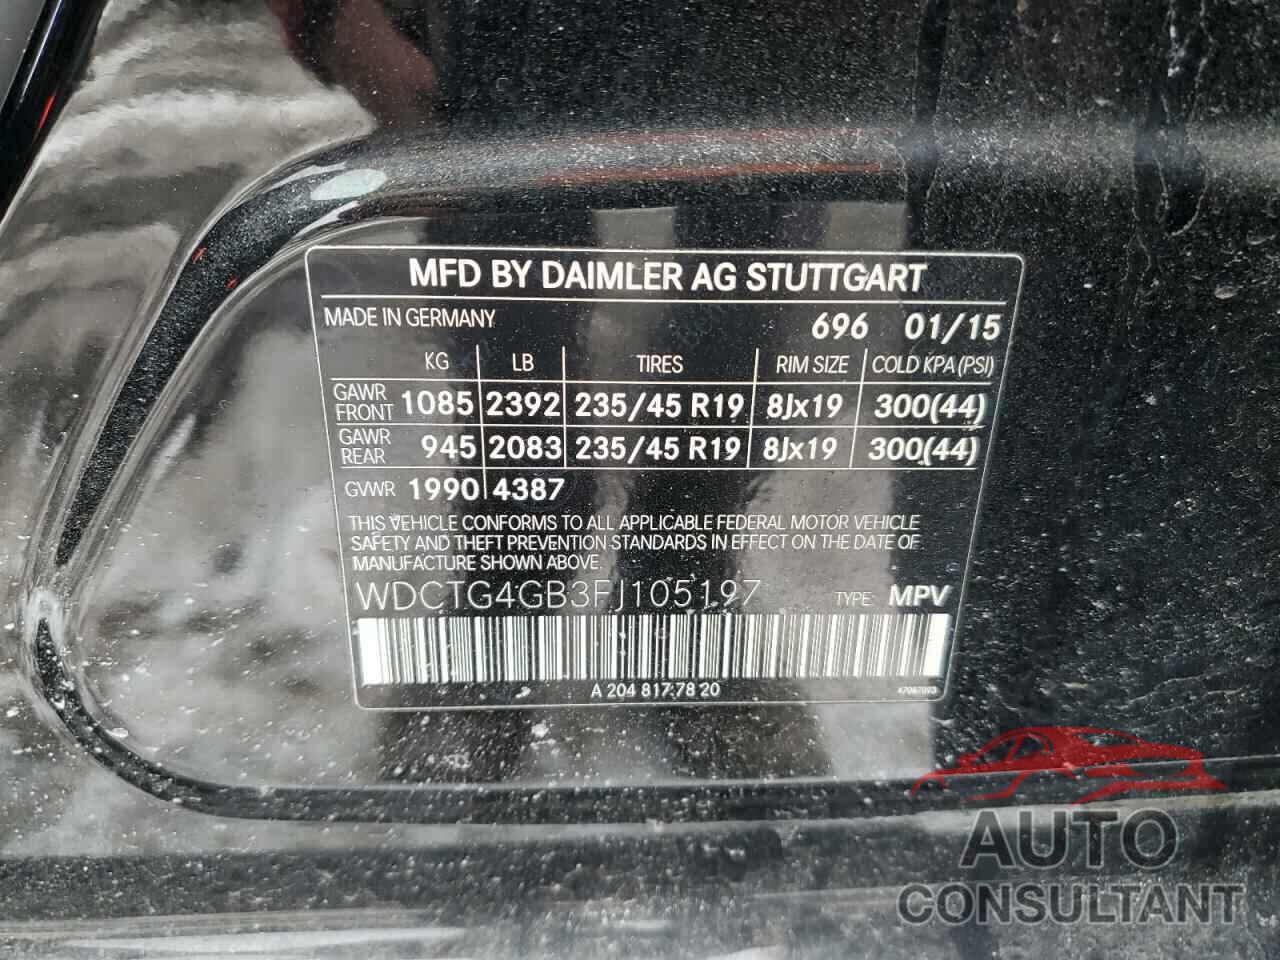 MFD BY DAIMLER AG STUTTGART
MADE IN GERMANY 696 01/15
KG LB TIRES RIM SIZE COLD KPA (PSI)
GAWR FRONT 1085 2392 235/45 R19 8Jx19 300(44)
GAWR REAR 945 2083 235/45 R19 8Jx19 300(44)
GVWR 1990 4387
THIS VEHICLE CONFORMS TO ALL APPLICABLE FEDERAL MOTOR VEHICLE
SAFETY AND THEFT PREVENTION STANDARDS IN EFFECT ON THE DATE OF
MANUFACTURE SHOWN ABOVE.
WDCTG4GB3FJ105197 TYPE: MPV
A 204 817 78 20
AUTO
CONSULTANT